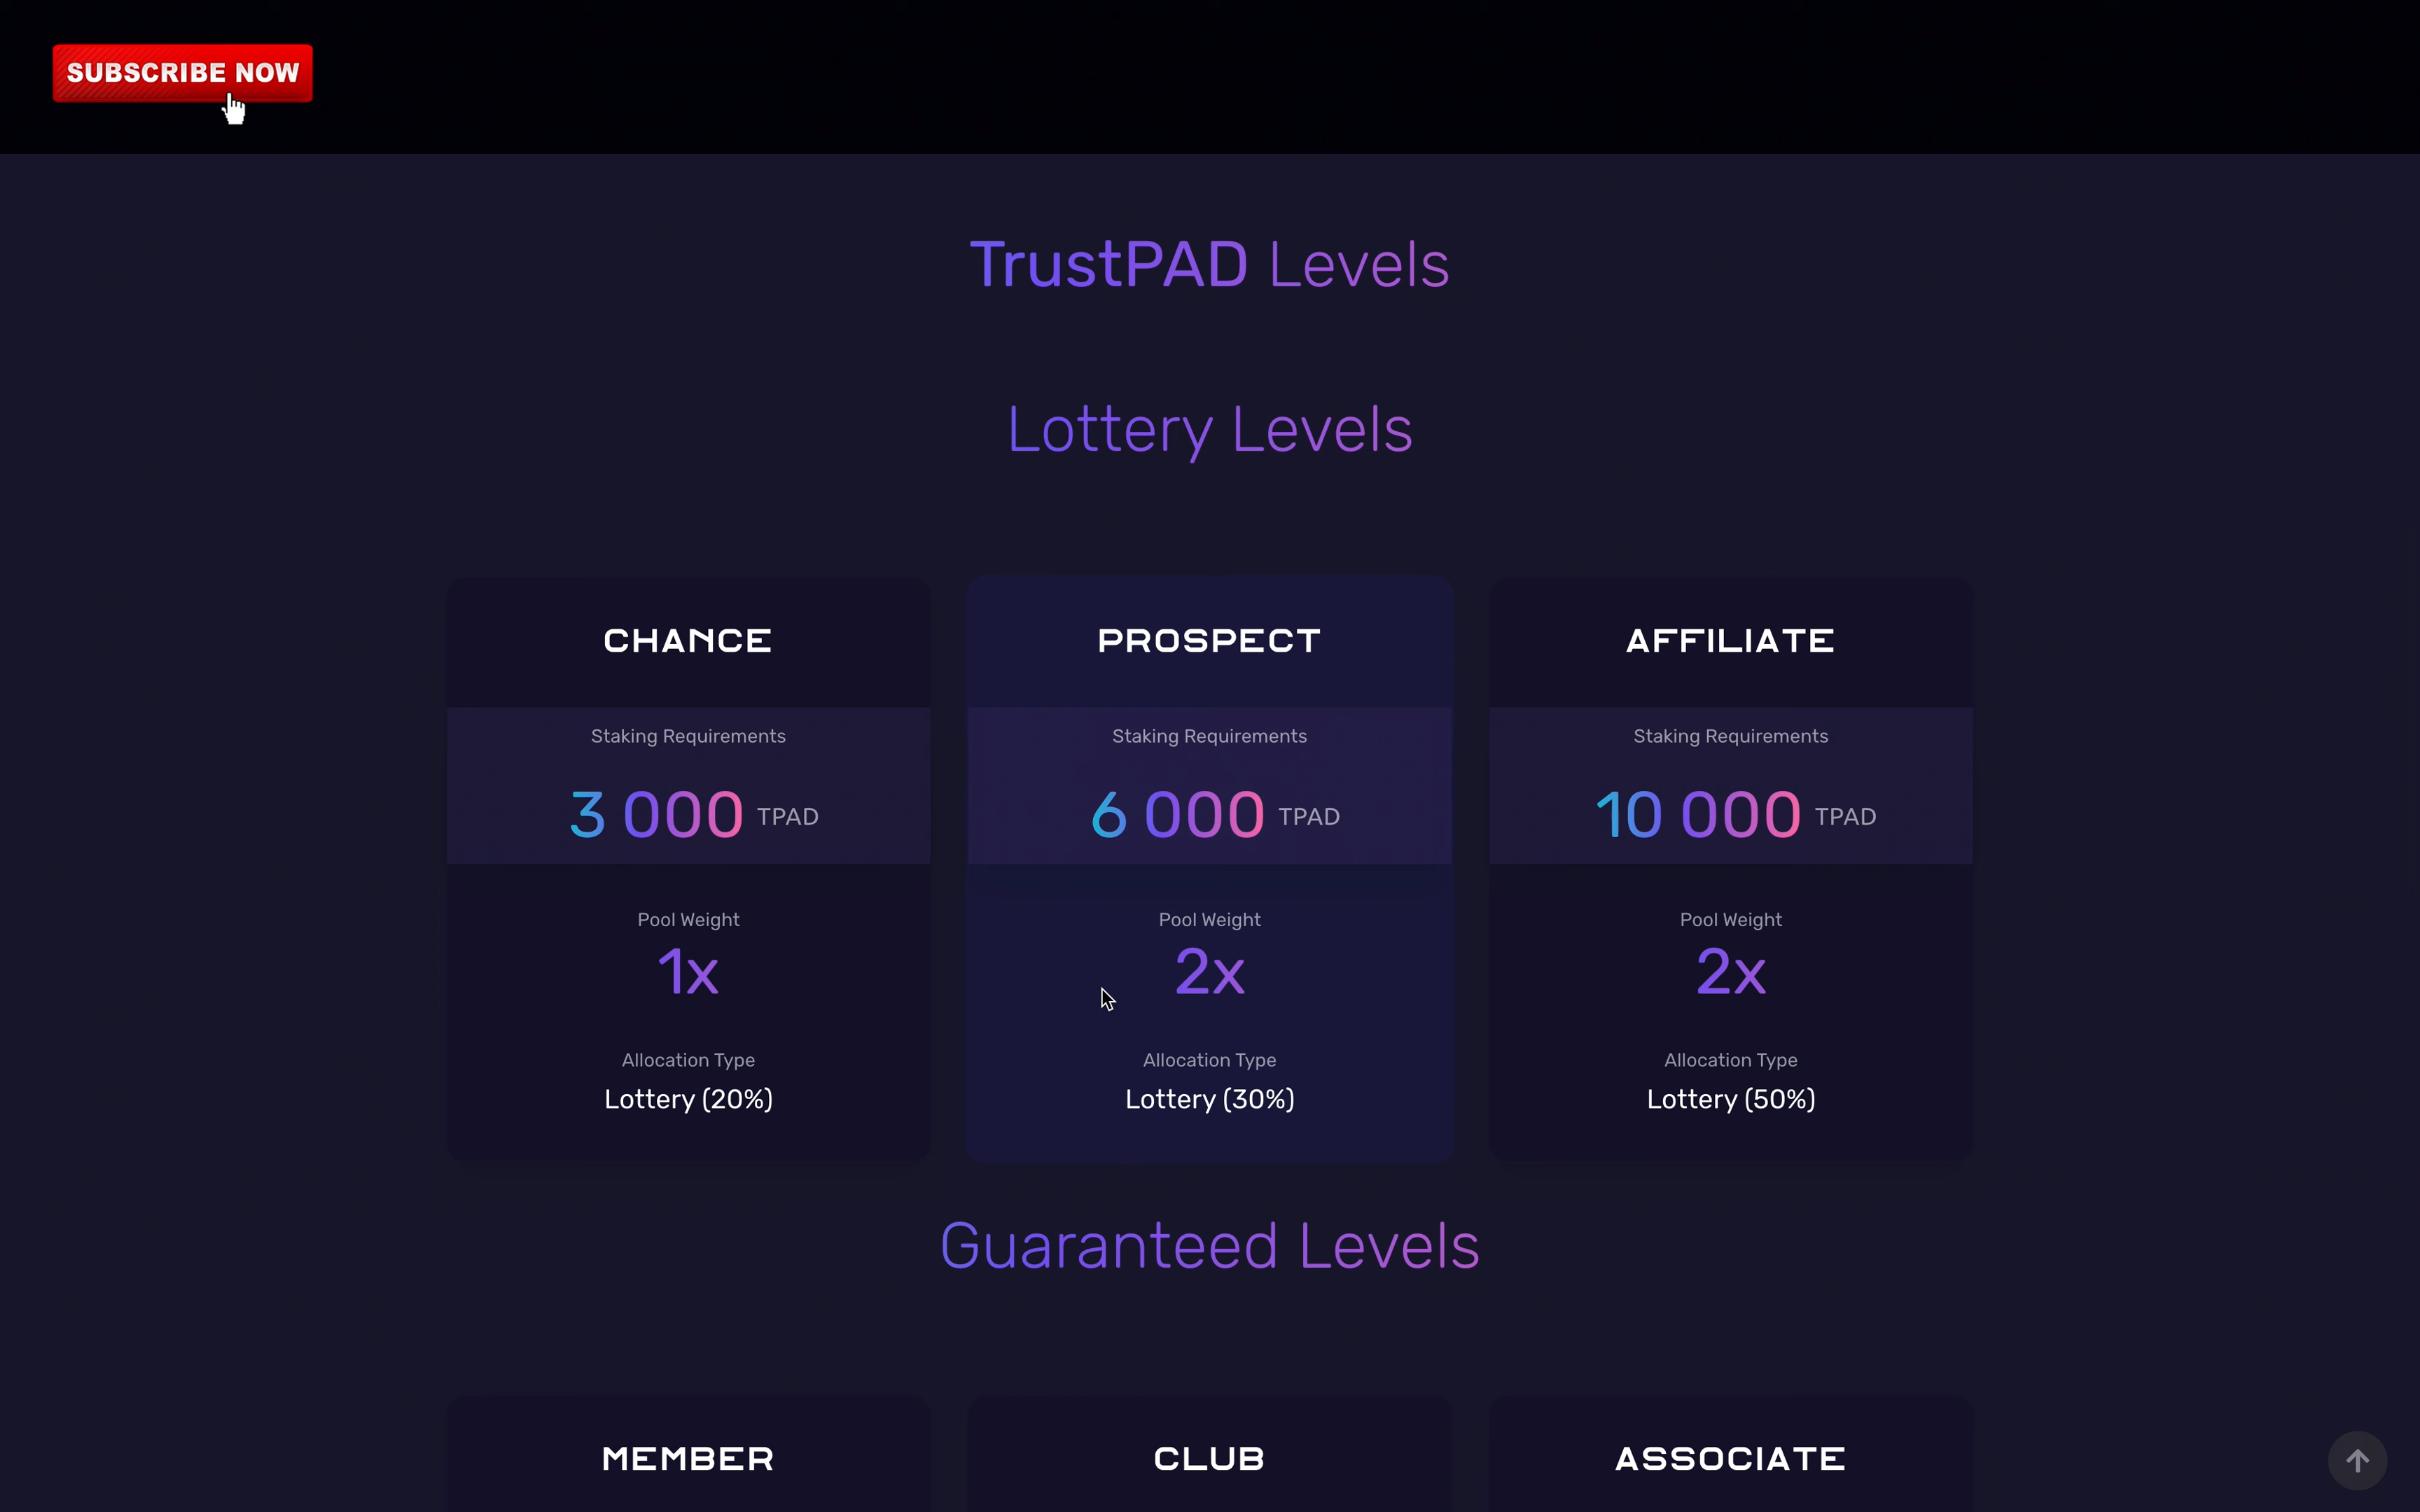 SUBSCRIBE NOW
TrustPAD Levels
Lottery Levels
CHANCE
Staking Requirements
3 000 TPAD
Pool Weight
1x
Allocation Type
Lottery (20%)
PROSPECT
Staking Requirements
6 000 TPAD
Pool Weight
2x
Allocation Type
Lottery (30%)
AFFILIATE
Staking Requirements
10 000 TPAD
Pool Weight
2x
Allocation Type
Lottery (50%)
Guaranteed Levels
MEMBER
CLUB
ASSOCIATE